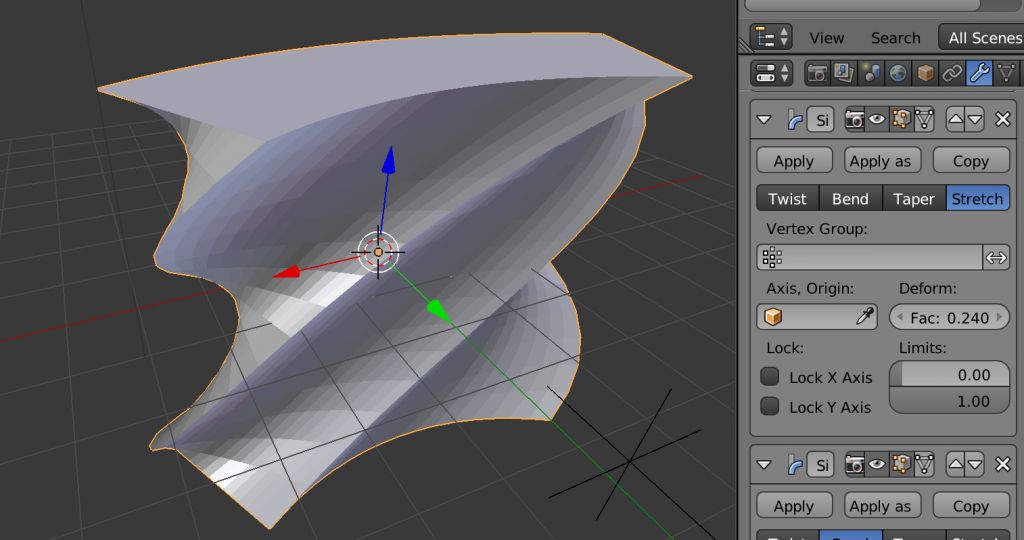 View Search All Scenes
Si
Apply Apply as Copy
Twist Bend Taper Stretch
Vertex Group:
Axis, Origin: Deform:
Fac: 0.240
Lock: Limits:
Lock X Axis 0.00
Lock Y Axis 1.00
Si
Apply Apply as Copy